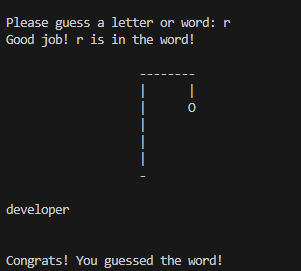 Please guess a letter or word: r
Good job! r is in the word!
--------
|      |
|      O
|
|
|
-
developer
Congrats! You guessed the word!